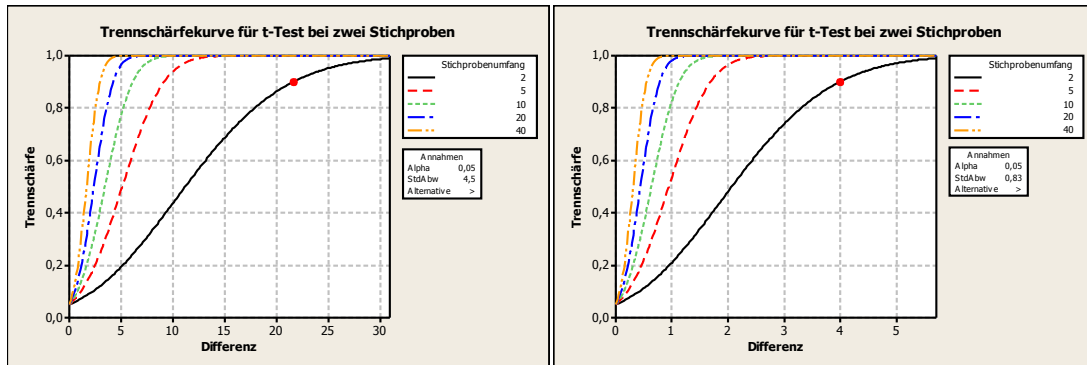 Trennschärfekurve für t-Test bei zwei Stichproben
Trennschärfe
1,0
0,8
0,6
0,4
0,2
0,0
0 5 10 15 20 25 30
Differenz
Stichprobenumfang
2
5
10
20
40
Annahmen
Alpha 0,05
StdAbw 4,5
Alternative >
Trennschärfekurve für t-Test bei zwei Stichproben
Trennschärfe
1,0
0,8
0,6
0,4
0,2
0,0
0 1 2 3 4 5
Differenz
Stichprobenumfang
2
5
10
20
40
Annahmen
Alpha 0,05
StdAbw 0,83
Alternative >